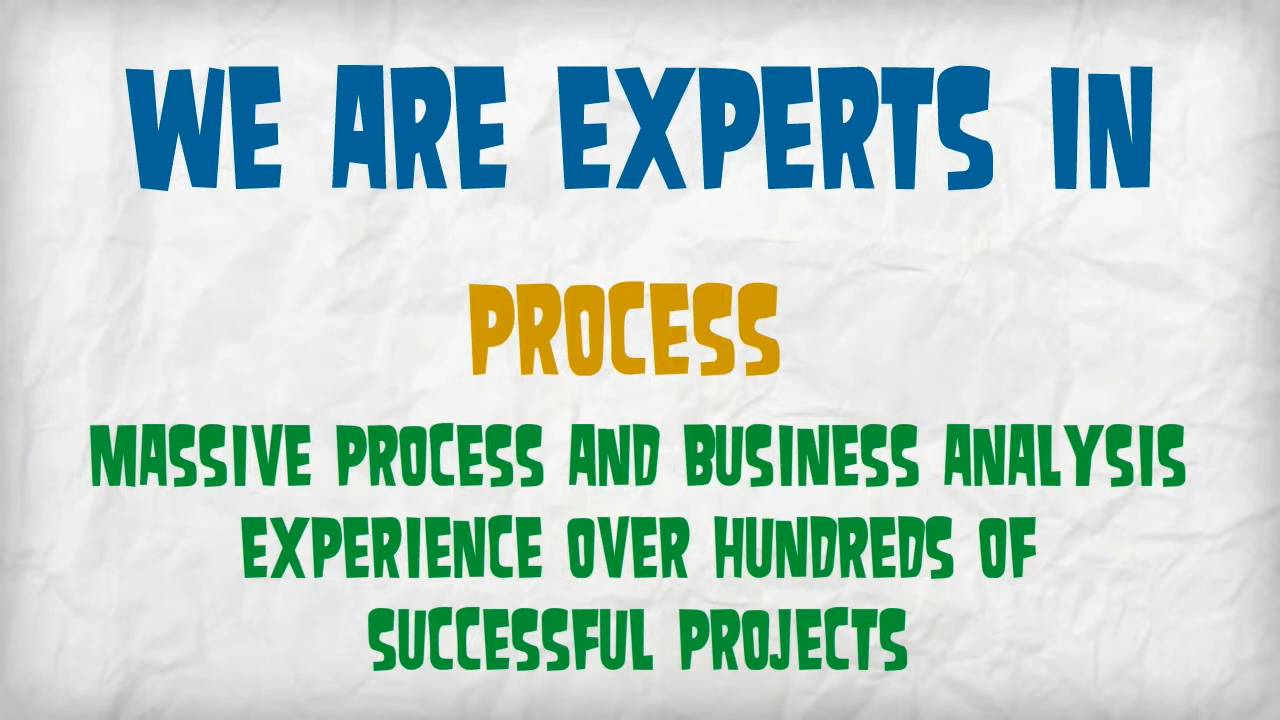 WE ARE EXPERTS IN
PROCESS
MASSIVE PROCESS AND BUSINESS ANALYSIS
EXPERIENCE OVER HUNDREDS OF
SUCCESSFUL PROJECTS